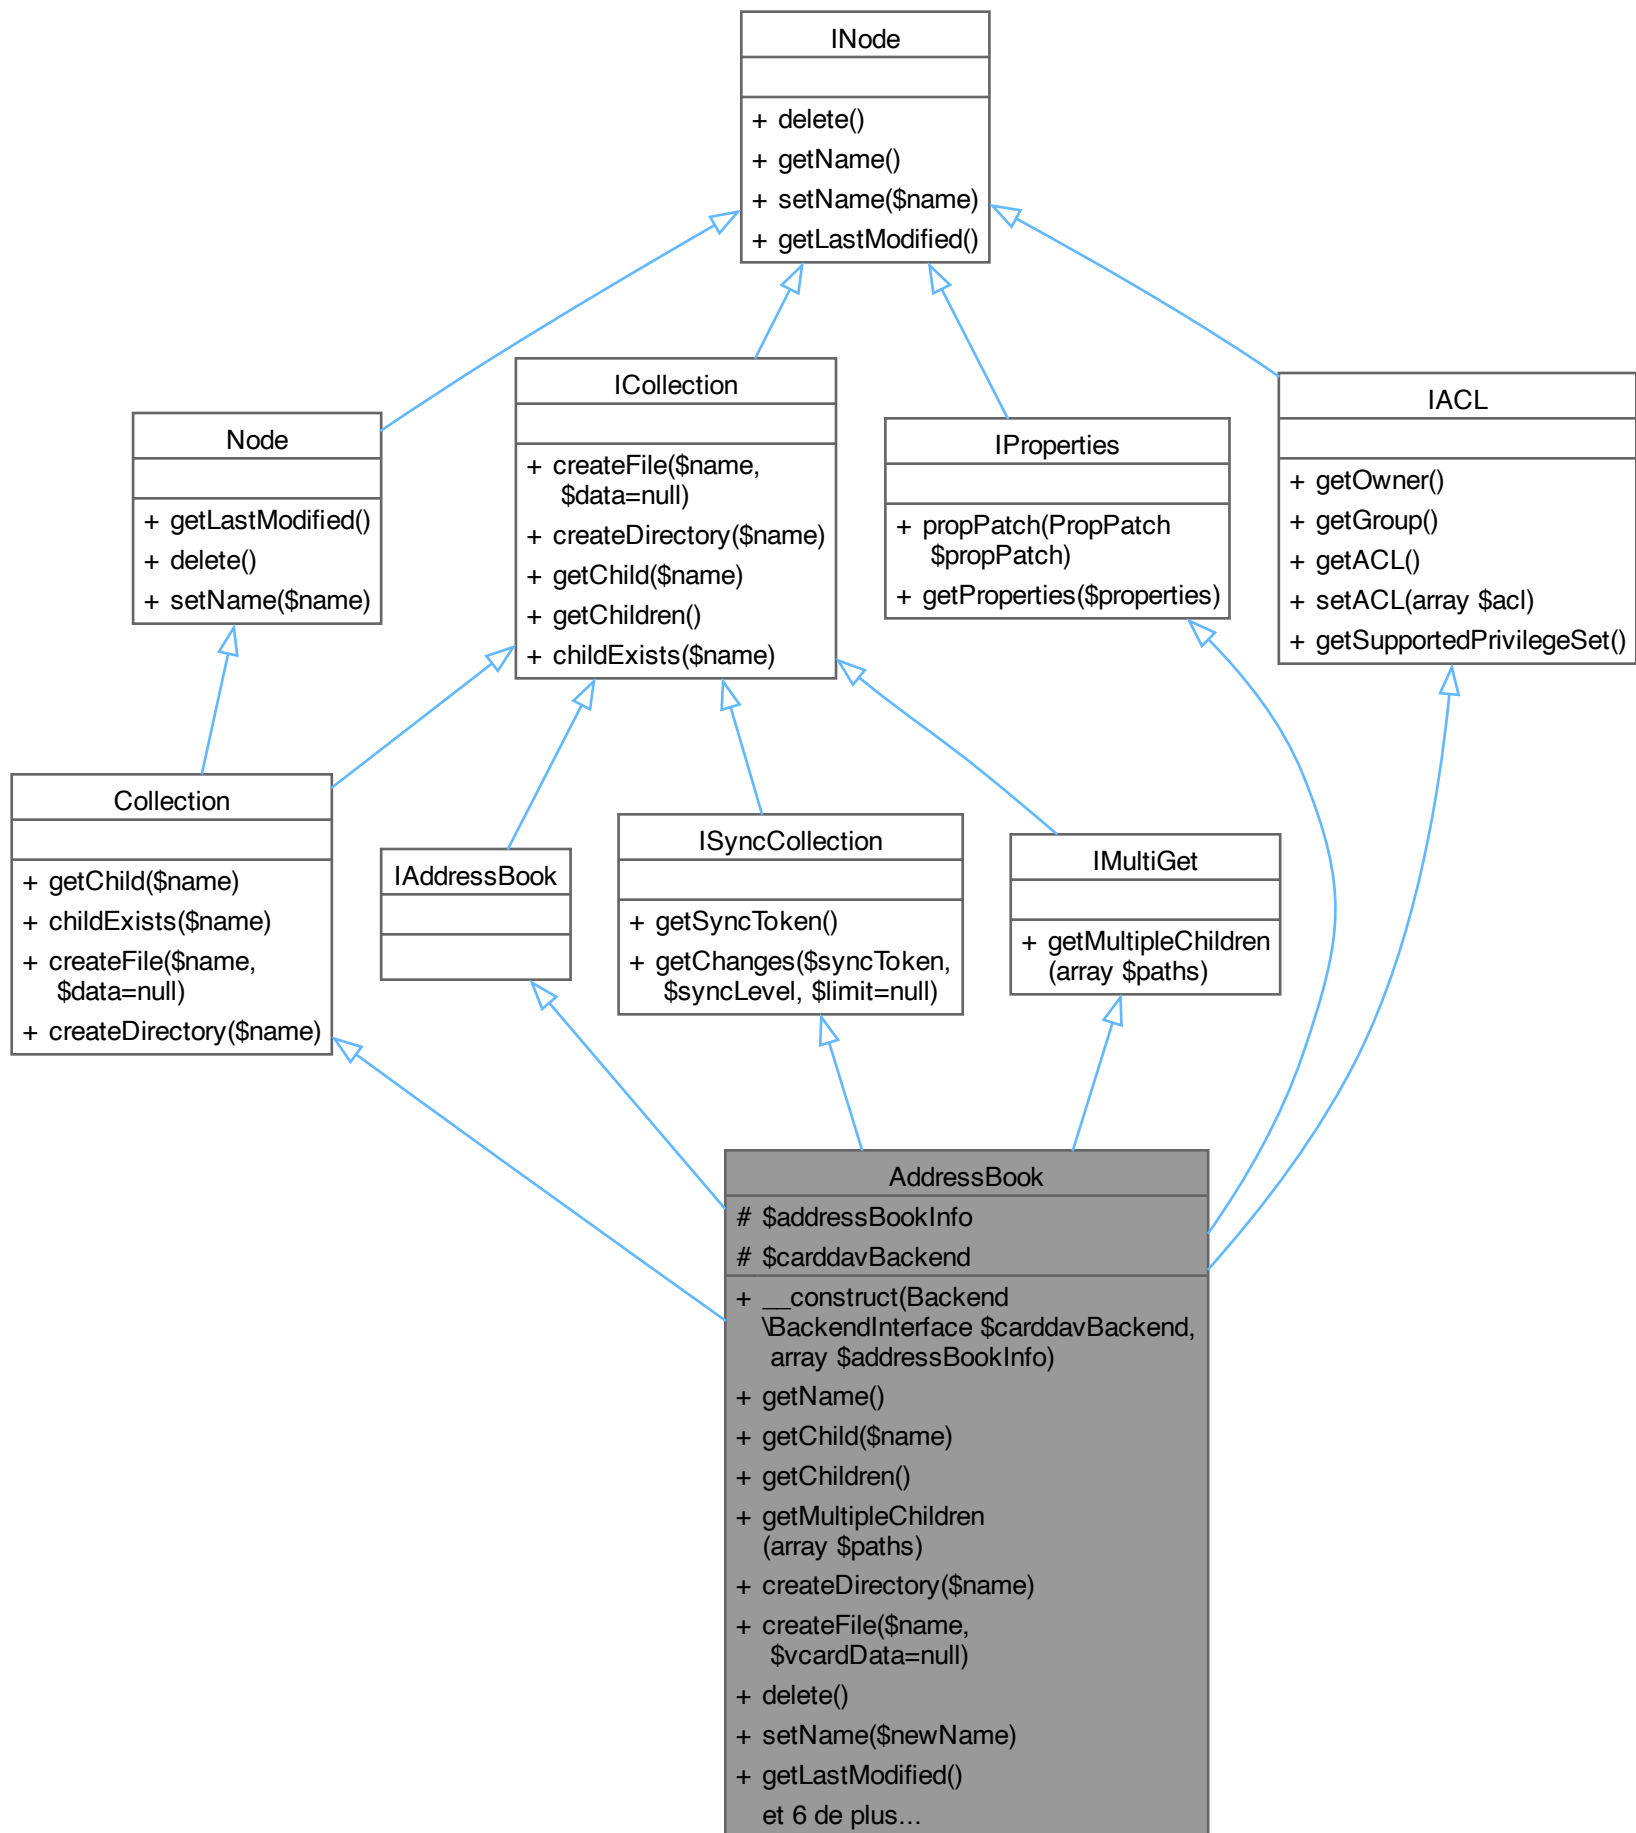 INode
+ delete()
+ getName()
+ setName($name)
+ getLastModified()
Node
+ getLastModified()
+ delete()
+ setName($name)
ICollection
+ createFile($name,
$data=null)
+ createDirectory($name)
+ getChild($name)
+ getChildren()
+ childExists($name)
IProperties
+ propPatch(PropPatch
$propPatch)
+ getProperties($properties)
IACL
+ getOwner()
+ getGroup()
+ getACL()
+ setACL(array $acl)
+ getSupportedPrivilegeSet()
Collection
+ getChild($name)
+ childExists($name)
+ createFile($name,
$data=null)
+ createDirectory($name)
IAddressBook
ISyncCollection
+ getSyncToken()
+ getChanges($syncToken,
$syncLevel, $limit=null)
IMultiGet
+ getMultipleChildren
(array $paths)
AddressBook
# $addressBookInfo
# $carddavBackend
+ __construct(Backend
\BackendInterface $carddavBackend,
array $addressBookInfo)
+ getName()
+ getChild($name)
+ getChildren()
+ getMultipleChildren
(array $paths)
+ createDirectory($name)
+ createFile($name,
$vcardData=null)
+ delete()
+ setName($newName)
+ getLastModified()
et 6 de plus...